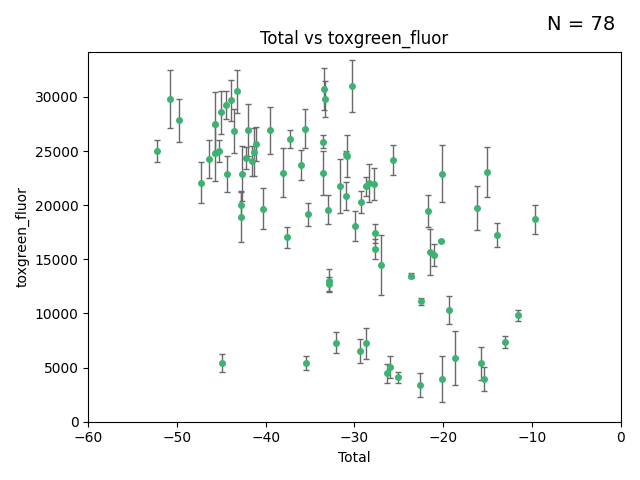 N = 78
Total vs toxgreen_fluor
toxgreen_fluor
30000
25000
20000
15000
10000
5000
0
−60 −50 −40 −30 −20 −10 0
Total